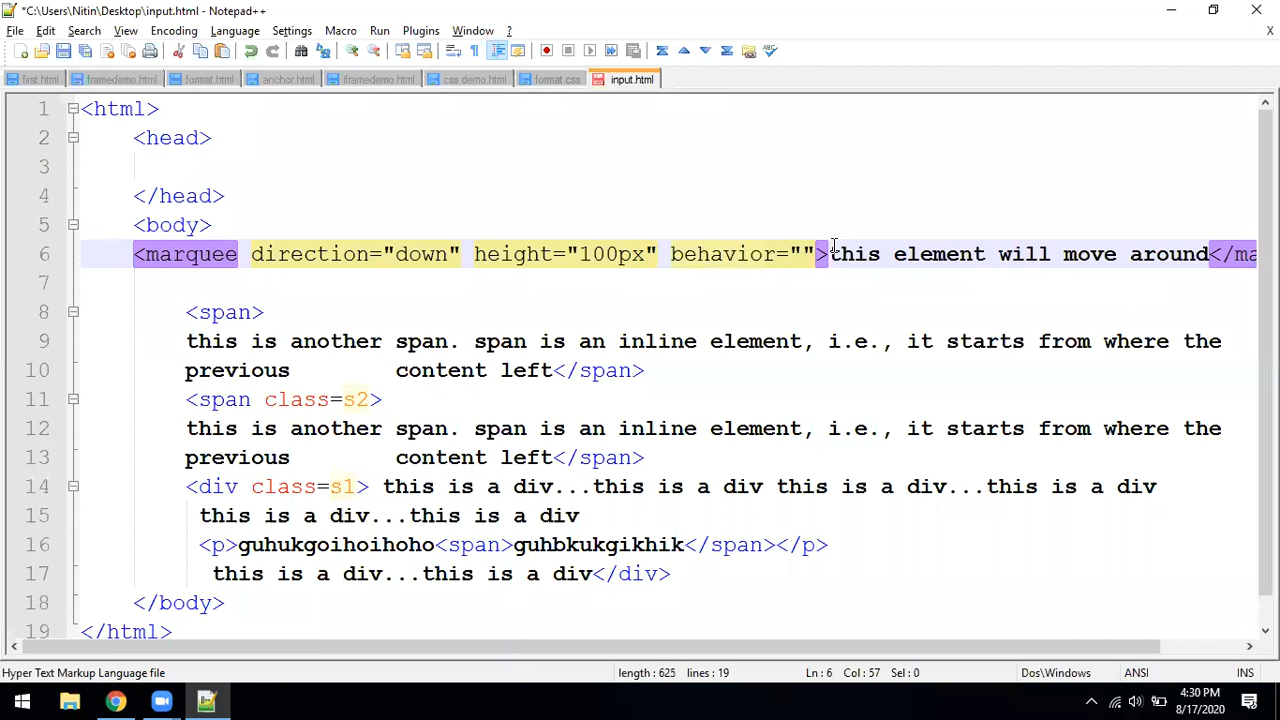 *C:\Users\Nitin\Desktop\input.html - Notepad++
File Edit Search View Encoding Language Settings Macro Run Plugins Window ? X
first.html framedemo.html format.html anchor.html iframedemo.html css demo.html format.css input.html
1 <html>
2 <head>
3
4 </head>
5 <body>
6 <marquee direction="down" height="100px" behavior="">this element will move around</ma
7
8 <span>
9 this is another span. span is an inline element, i.e., it starts from where the
10 previous content left</span>
11 <span class=s2>
12 this is another span. span is an inline element, i.e., it starts from where the
13 previous content left</span>
14 <div class=s1> this is a div...this is a div this is a div...this is a div
15 this is a div...this is a div
16 <p>guhukgoihoihoho<span>guhbkukgikhik</span></p>
17 this is a div...this is a div</div>
18 </body>
19 </html>
Hyper Text Markup Language file length : 625 lines : 19 Ln : 6 Col : 57 Sel : 0 Dos\Windows ANSI INS
4:30 PM
8/17/2020